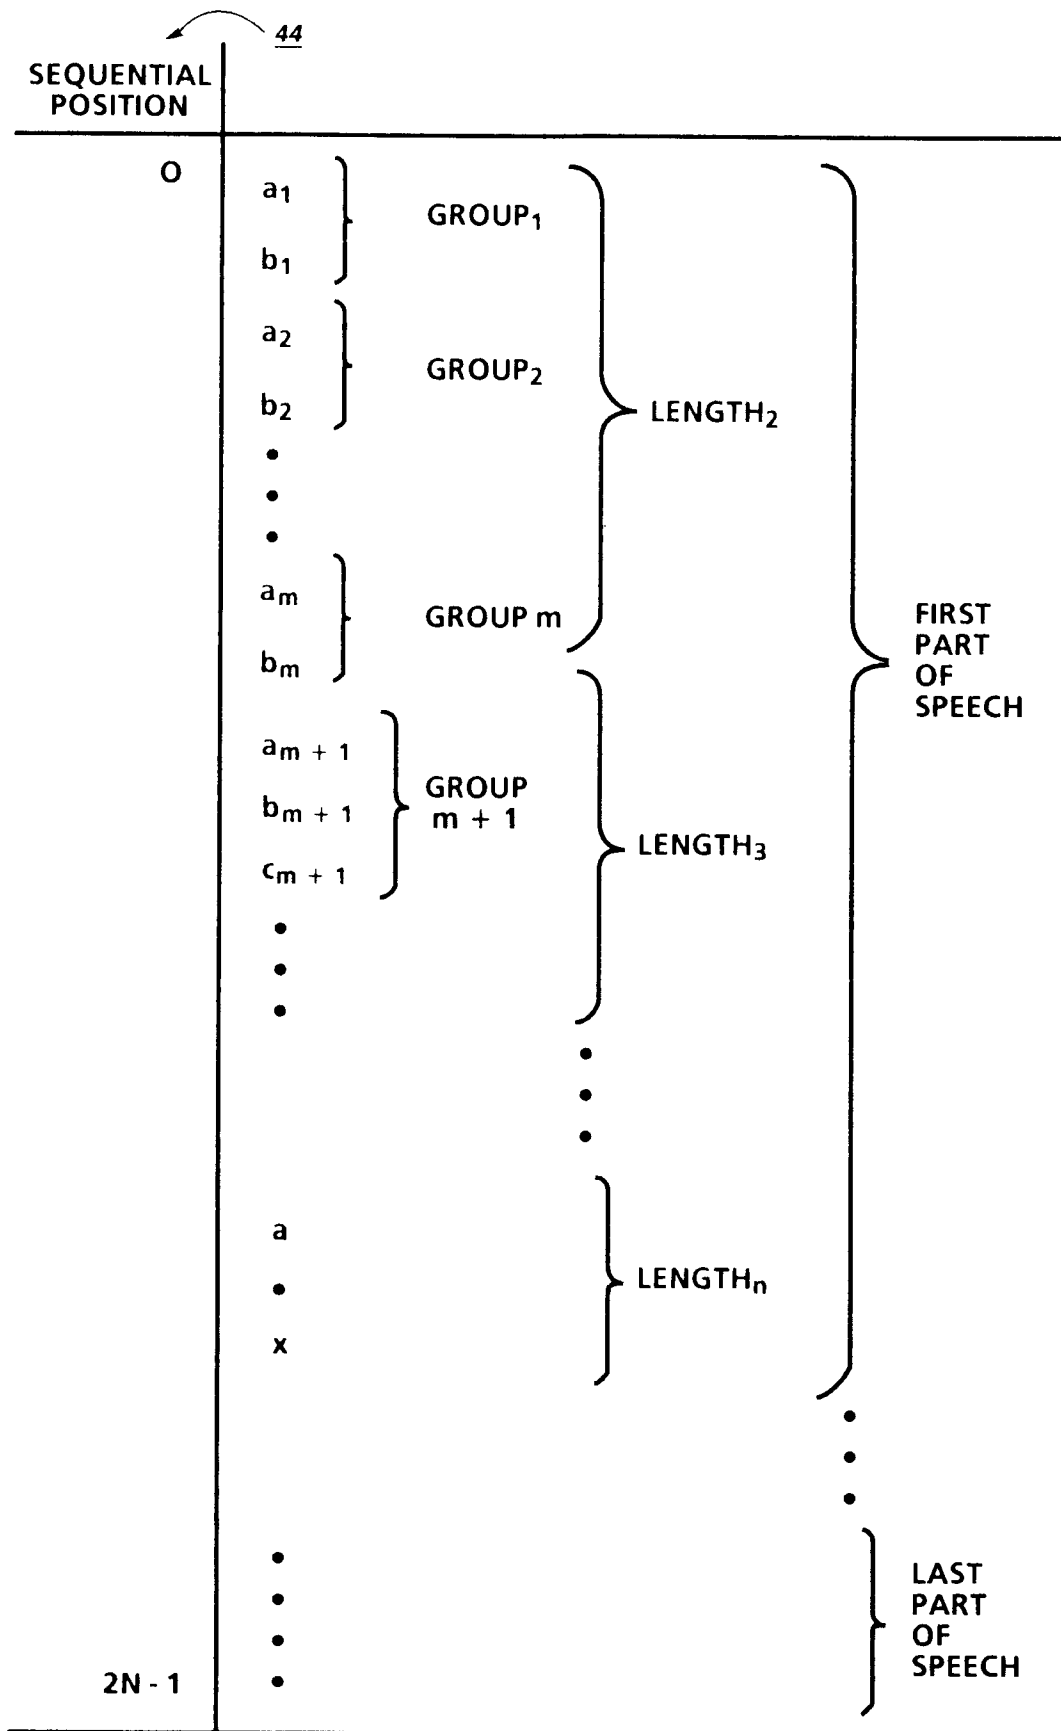 44
SEQUENTIAL
POSITION
0
a1
b1
GROUP1
a2
b2
GROUP2
LENGTH2
am
bm
GROUP m
FIRST
PART
OF
SPEECH
am + 1
bm + 1
cm + 1
GROUP
m + 1
LENGTH3
a
x
LENGTHn
LAST
PART
OF
SPEECH
2N - 1